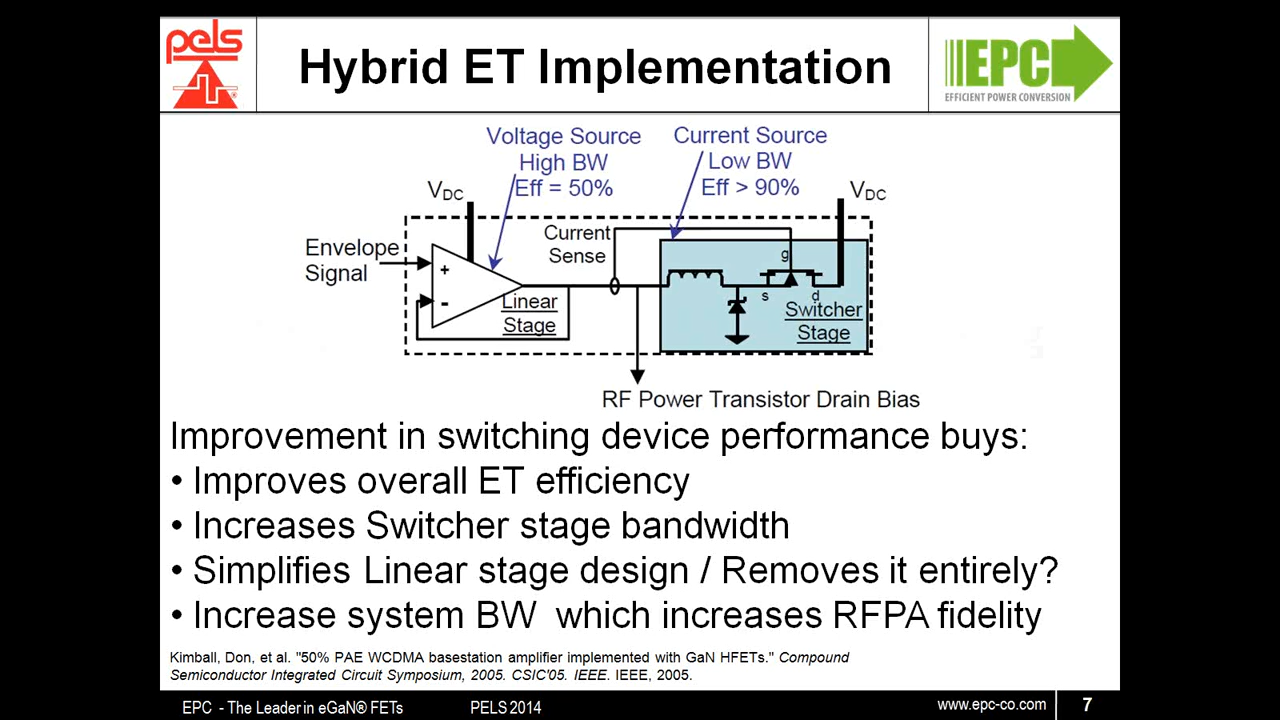 pels
Hybrid ET Implementation
EPC
EFFICIENT POWER CONVERSION
Voltage Source
High BW
Eff = 50%
Current Source
Low BW
Eff > 90%
VDC
VDC
Envelope
Signal
+
-
Linear
Stage
Current
Sense
g
s
d
Switcher
Stage
RF Power Transistor Drain Bias
Improvement in switching device performance buys:
• Improves overall ET efficiency
• Increases Switcher stage bandwidth
• Simplifies Linear stage design / Removes it entirely?
• Increase system BW which increases RFPA fidelity
Kimball, Don, et al. "50% PAE WCDMA basestation amplifier implemented with GaN HFETs." Compound
Semiconductor Integrated Circuit Symposium, 2005. CSIC'05. IEEE. IEEE, 2005.
EPC - The Leader in eGaN® FETs PELS 2014 www.epc-co.com 7